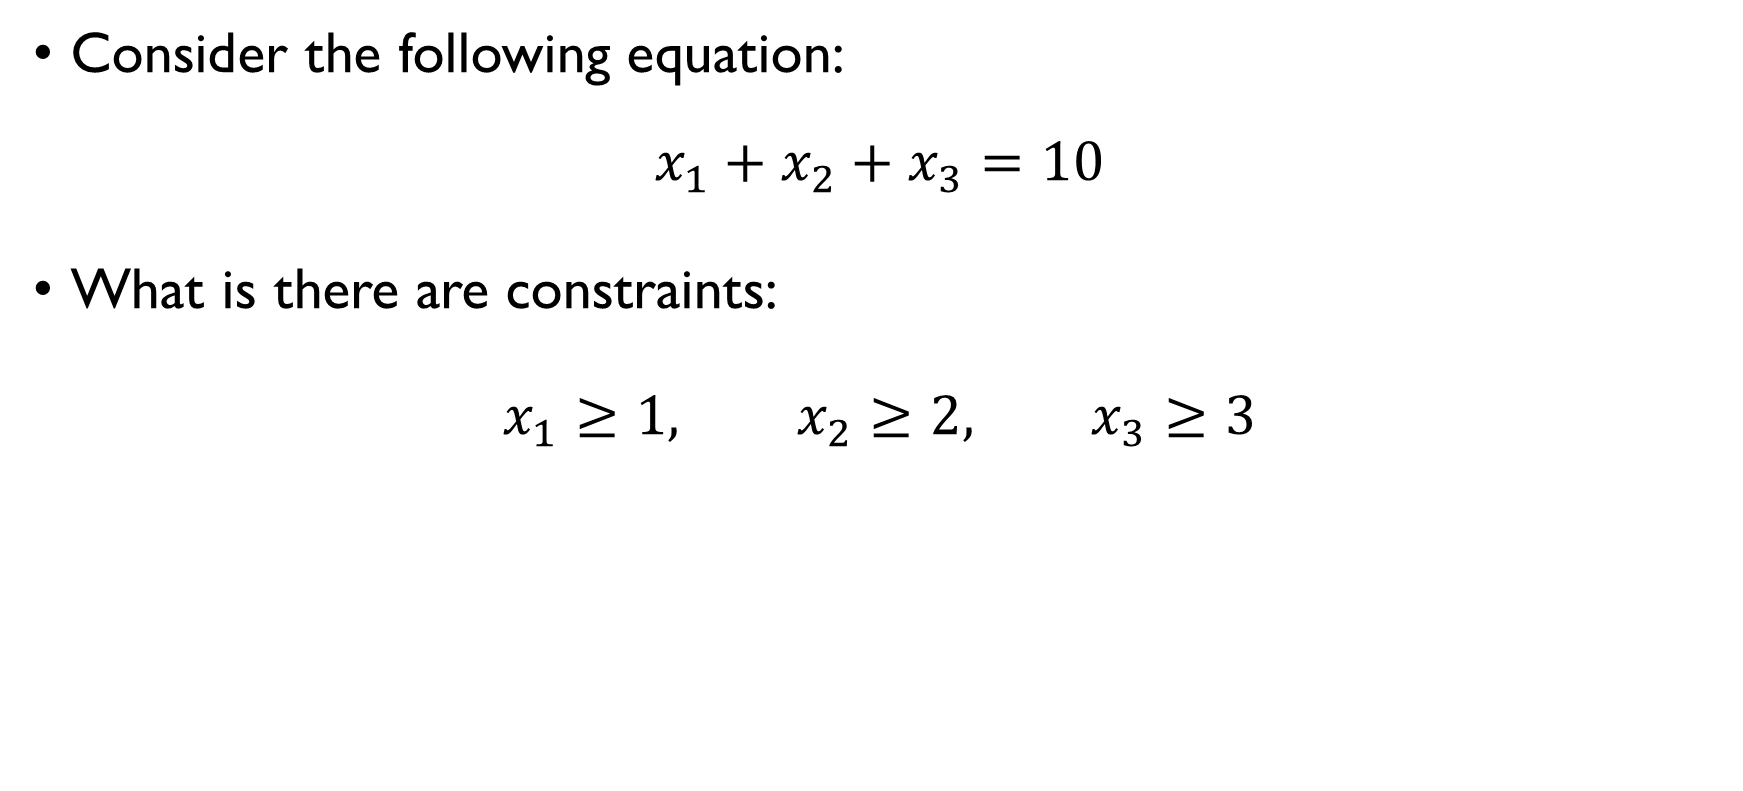 • Consider the following equation:
x₁ + x₂ + x₃ = 10
• What is there are constraints:
x₁ ≥ 1, x₂ ≥ 2, x₃ ≥ 3